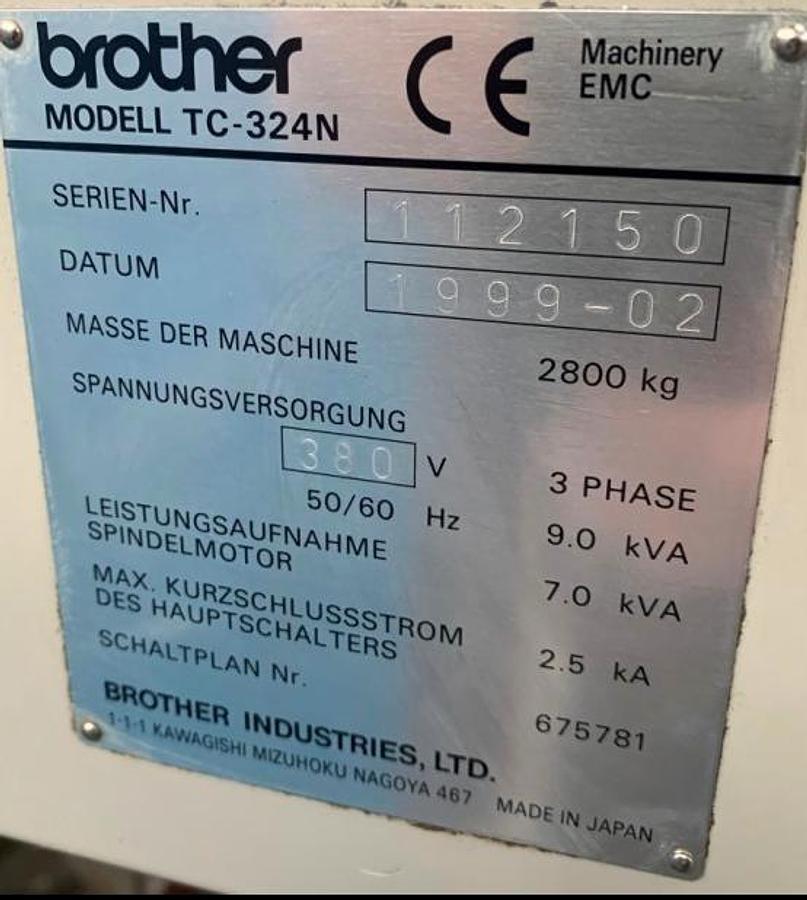 brother CE Machinery
EMC
MODELL TC-324N
SERIEN-Nr. 112150
DATUM 1999-02
MASSE DER MASCHINE 2800 kg
SPANNUNGSVERSORGUNG
380 V 3 PHASE
50/60 Hz 9.0 kVA
LEISTUNGSAUFNAHME
SPINDELMOTOR 7.0 kVA
MAX. KURZSCHLUSSSTROM
DES HAUPTSCHALTERS 2.5 kA
SCHALTPLAN Nr. 675781
BROTHER INDUSTRIES, LTD.
1-1-1 KAWAGISHI MIZUHOKU NAGOYA 467 MADE IN JAPAN